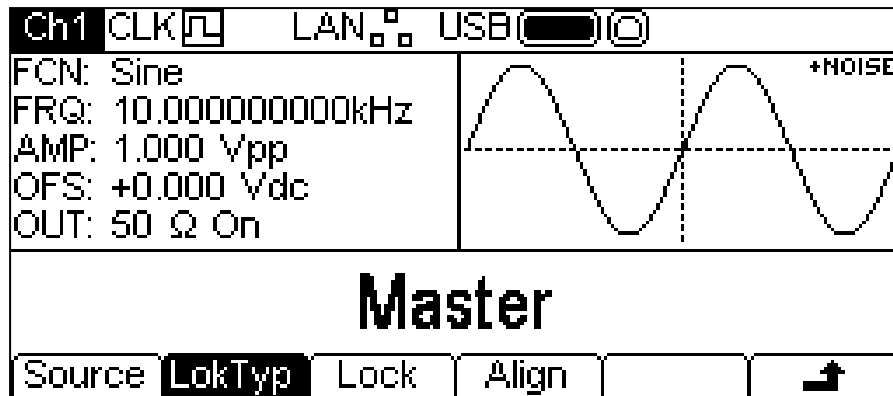 Ch1 CLK LAN USB
FCN: Sine
FRQ: 10.000000000kHz
AMP: 1.000 Vpp
OFS: +0.000 Vdc
OUT: 50 Ω On
+NOISE
Master
Source LokTyp Lock Align